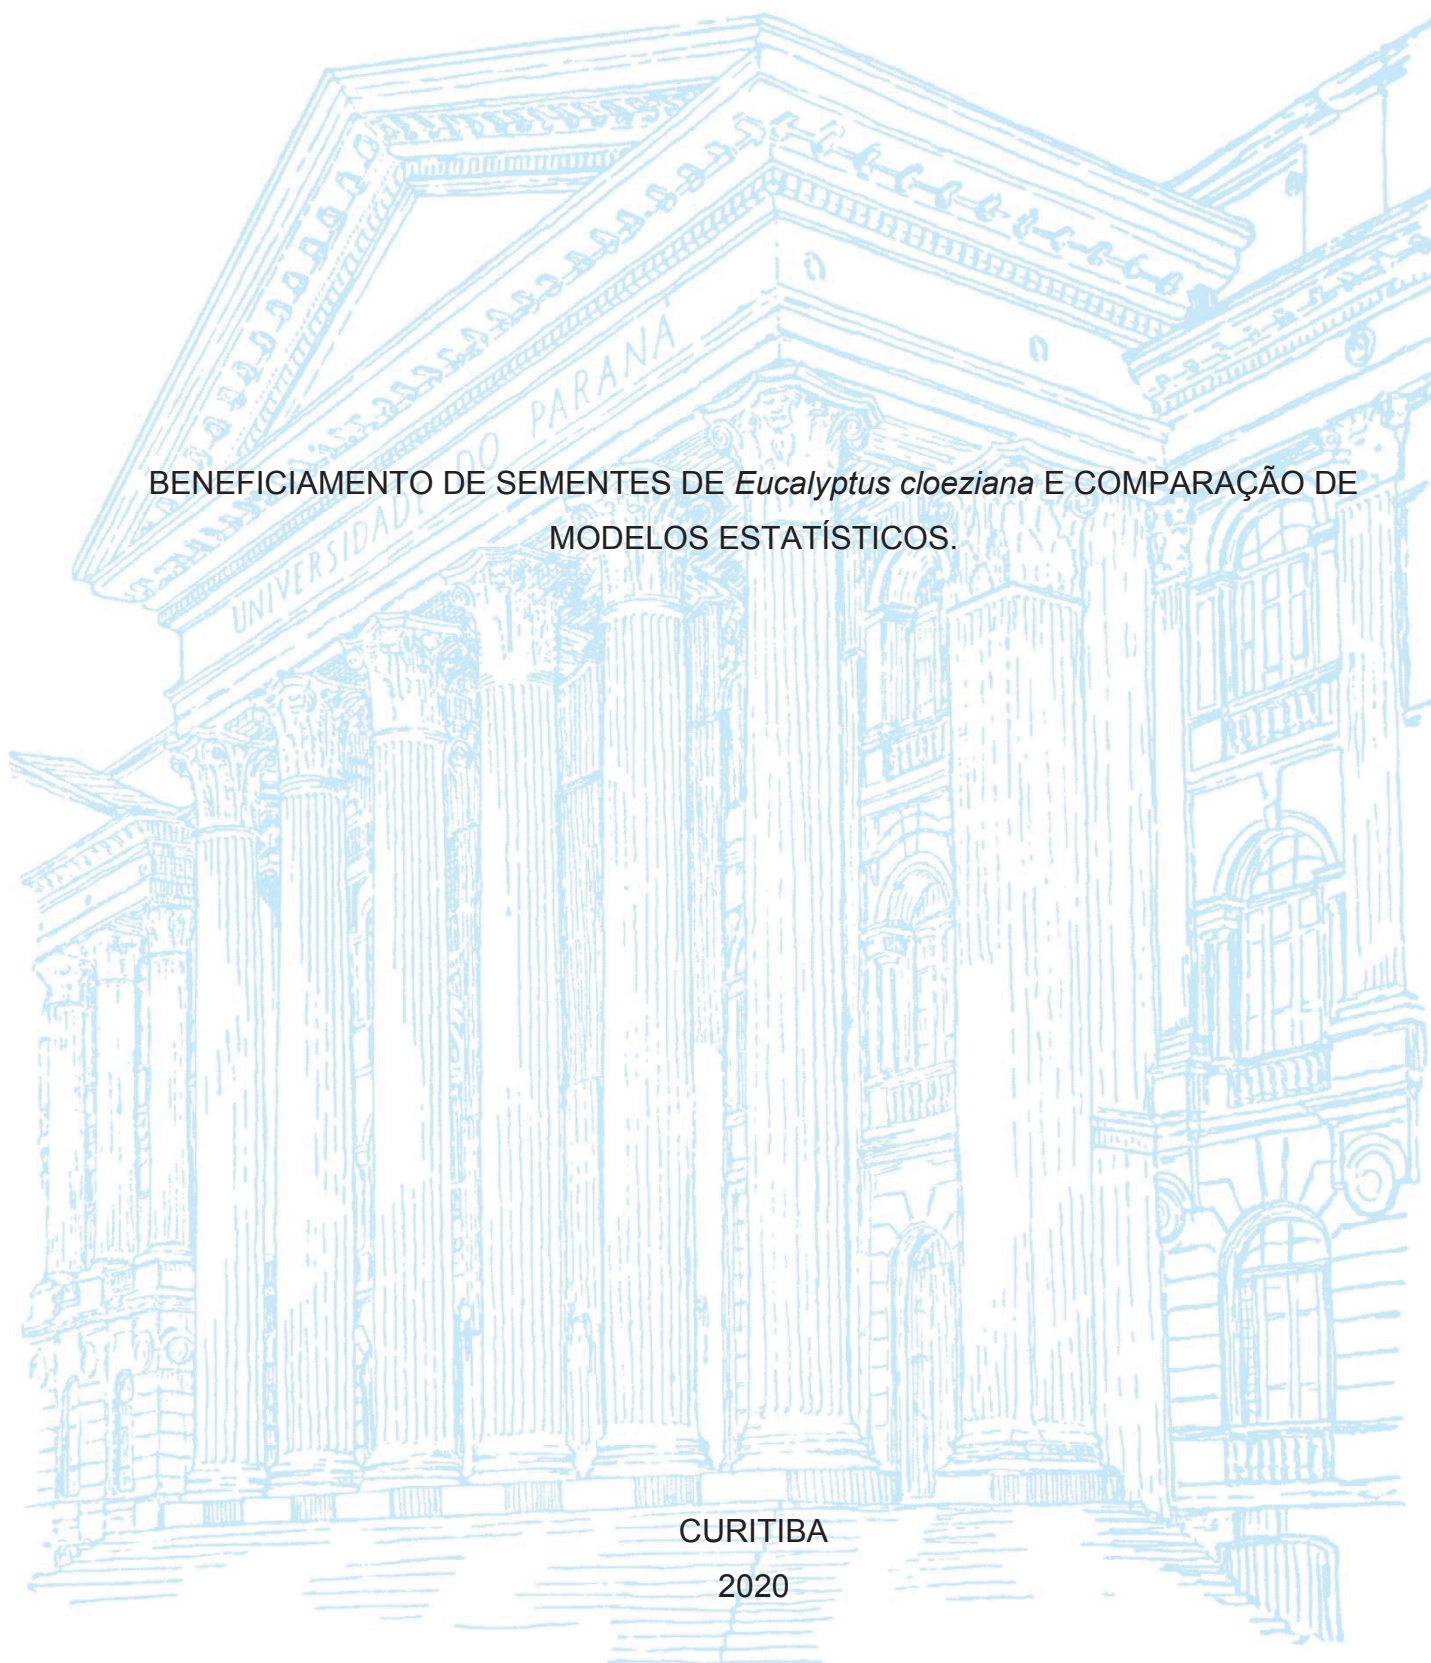 UNIVERSIDADE DO PARANÁ
BENEFICIAMENTO DE SEMENTES DE Eucalyptus cloeziana E COMPARAÇÃO DE
MODELOS ESTATÍSTICOS.
CURITIBA
2020